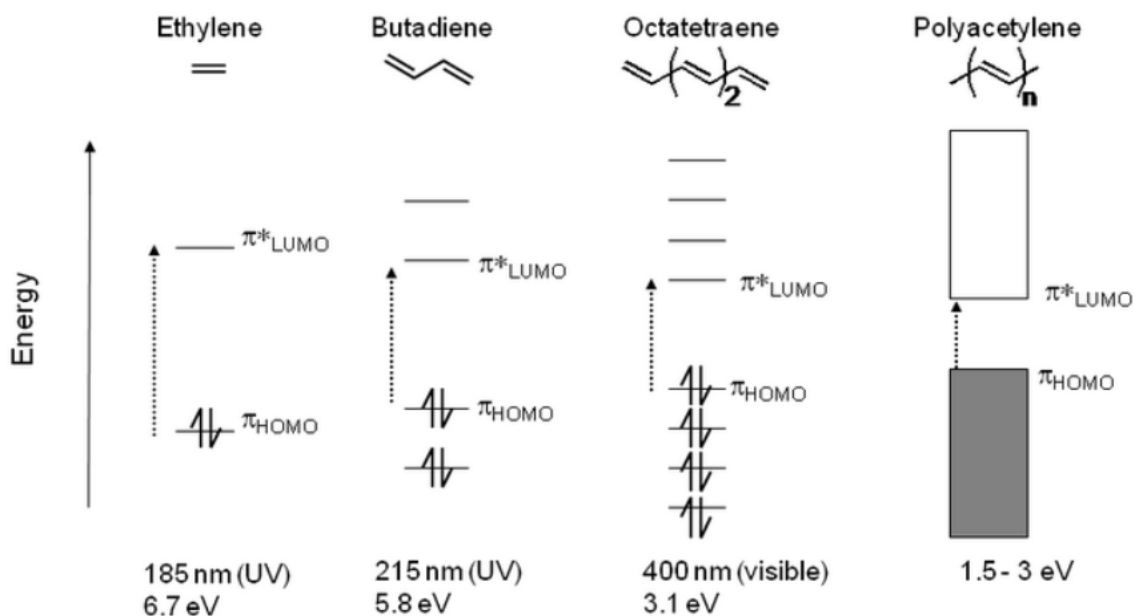 Ethylene
Butadiene
Octatetraene
Polyacetylene
2
n
Energy
π*LUMO
πHOMO
π*LUMO
πHOMO
π*LUMO
πHOMO
π*LUMO
πHOMO
185 nm (UV)
6.7 eV
215 nm (UV)
5.8 eV
400 nm (visible)
3.1 eV
1.5 - 3 eV